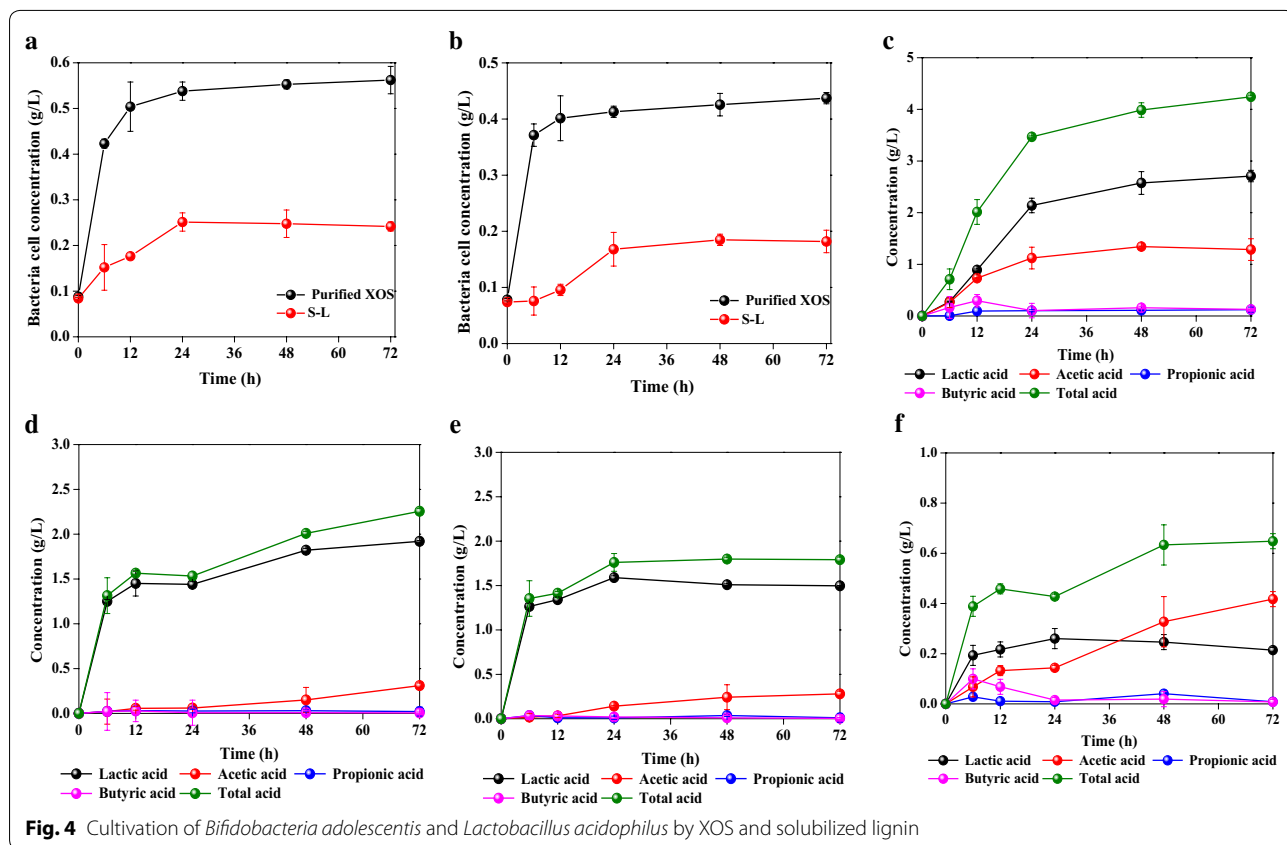 a
Bacteria cell concentration (g/L)
0.6
0.5
0.4
0.3
0.2
0.1
0.0
Purified XOS
S-L
0 12 24 36 48 60 72
Time (h)
b
Bacteria cell concentration (g/L)
0.5
0.4
0.3
0.2
0.1
0.0
Purified XOS
S-L
0 12 24 36 48 60 72
Time (h)
c
Concentration (g/L)
4
2
0
0 12 24 36 48 60 72
Time (h)
Lactic acid Acetic acid Propionic acid
Butyric acid Total acid
d
Concentration (g/L)
3.0
2.5
2.0
1.5
1.0
0.5
0.0
0 12 24 36 48 60 72
Time (h)
Lactic acid Acetic acid Propionic acid
Butyric acid Total acid
e
Concentration (g/L)
3.0
2.5
2.0
1.5
1.0
0.5
0.0
0 12 24 36 48 60 72
Time (h)
Lactic acid Acetic acid Propionic acid
Butyric acid Total acid
f
Concentration (g/L)
1.0
0.8
0.6
0.4
0.2
0.0
0 12 24 36 48 60 72
Time (h)
Lactic acid Acetic acid Propionic acid
Butyric acid Total acid
Fig. 4 Cultivation of Bifidobacteria adolescentis and Lactobacillus acidophilus by XOS and solubilized lignin